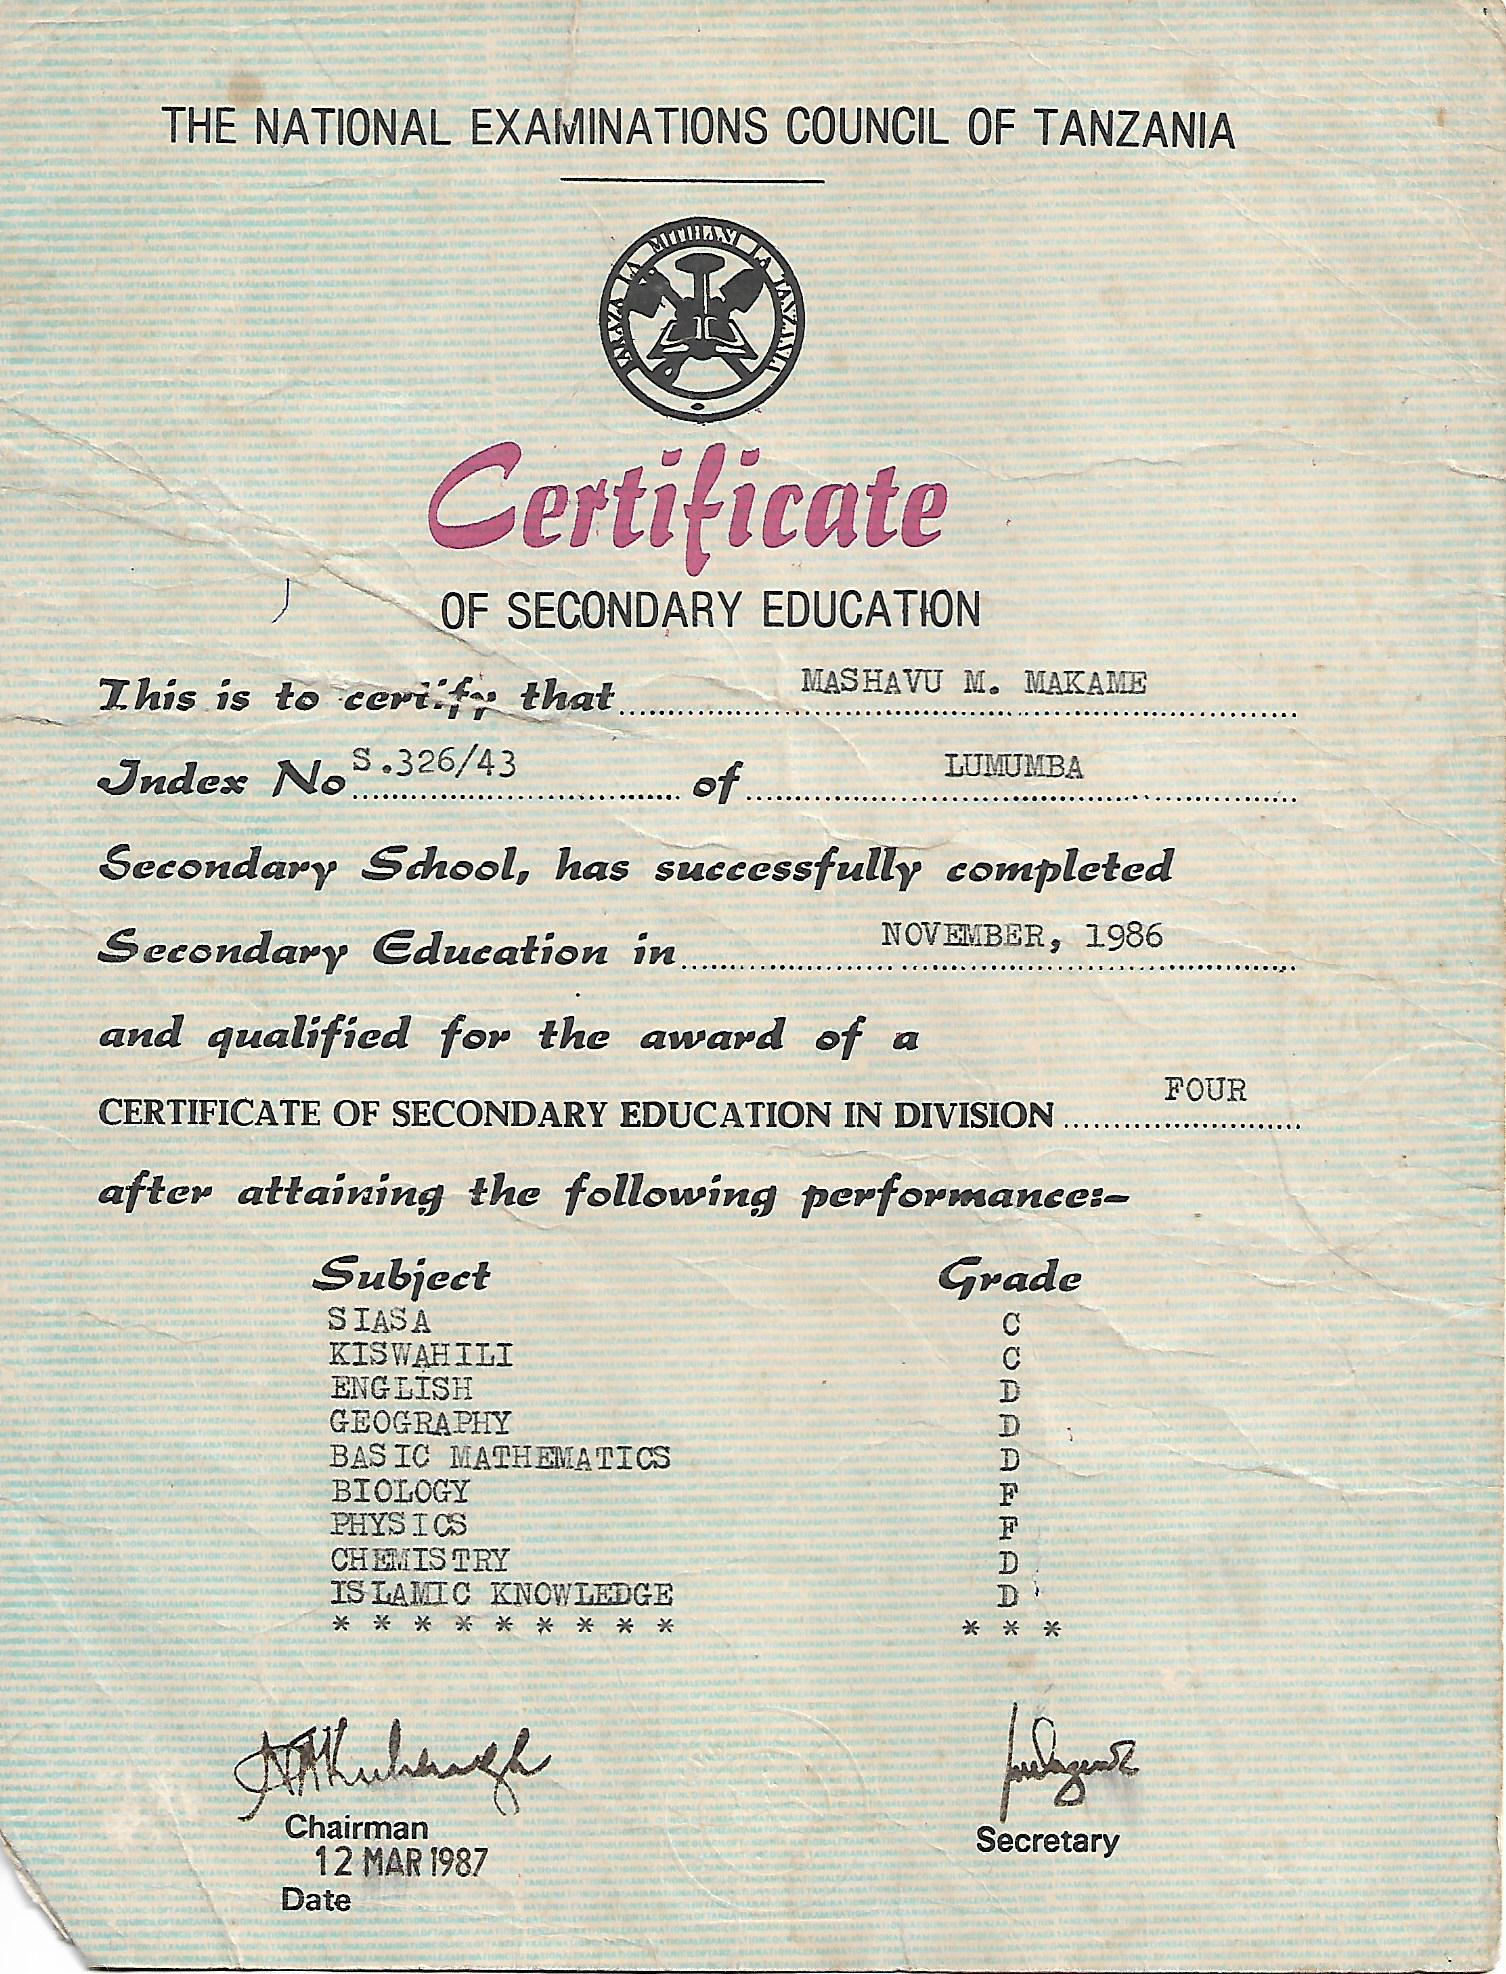 THE NATIONAL EXAMINATIONS COUNCIL OF TANZANIA
BARAZA LA MITIHANI LA TANZANIA
Certificate
OF SECONDARY EDUCATION
This is to certify that MASHAVU M. MAKAME
Index No S.326/43 of LUMUMBA
Secondary School, has successfully completed
Secondary Education in NOVEMBER, 1986
and qualified for the award of a
CERTIFICATE OF SECONDARY EDUCATION IN DIVISION FOUR
after attaining the following performance:-
Subject Grade
SIASA C
KISWAHILI C
ENGLISH D
GEOGRAPHY D
BASIC MATHEMATICS D
BIOLOGY F
PHYSICS F
CHEMISTRY D
ISLAMIC KNOWLEDGE D
* * * * * * * * * * * *
Chairman
Secretary
12 MAR 1987
Date